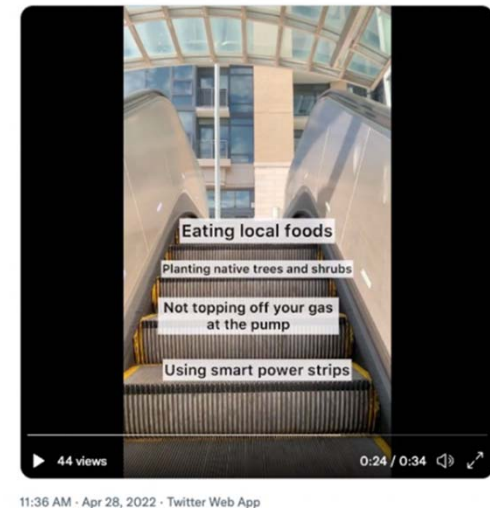 Eating local foods
Planting native trees and shrubs
Not topping off your gas
at the pump
Using smart power strips
44 views
0:24 / 0:34
11:36 AM · Apr 28, 2022 · Twitter Web App